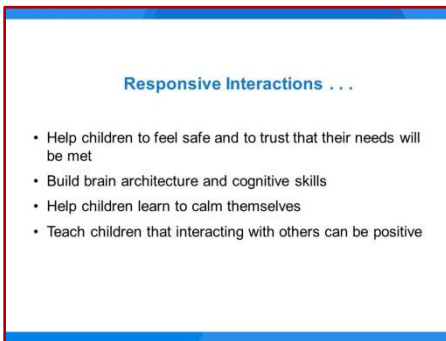 Responsive Interactions . . .
• Help children to feel safe and to trust that their needs will
be met
• Build brain architecture and cognitive skills
• Help children learn to calm themselves
• Teach children that interacting with others can be positive